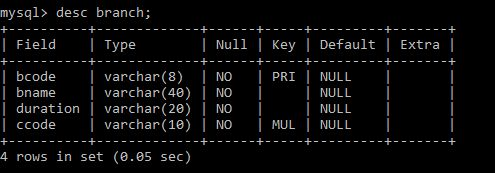 mysql> desc branch;
+----------+-------------+------+-----+---------+-------+
| Field    | Type        | Null | Key | Default | Extra |
+----------+-------------+------+-----+---------+-------+
| bcode    | varchar(8)  | NO   | PRI | NULL    |       |
| bname    | varchar(40) | NO   |     | NULL    |       |
| duration | varchar(20) | NO   |     | NULL    |       |
| ccode    | varchar(10) | NO   | MUL | NULL    |       |
+----------+-------------+------+-----+---------+-------+
4 rows in set (0.05 sec)